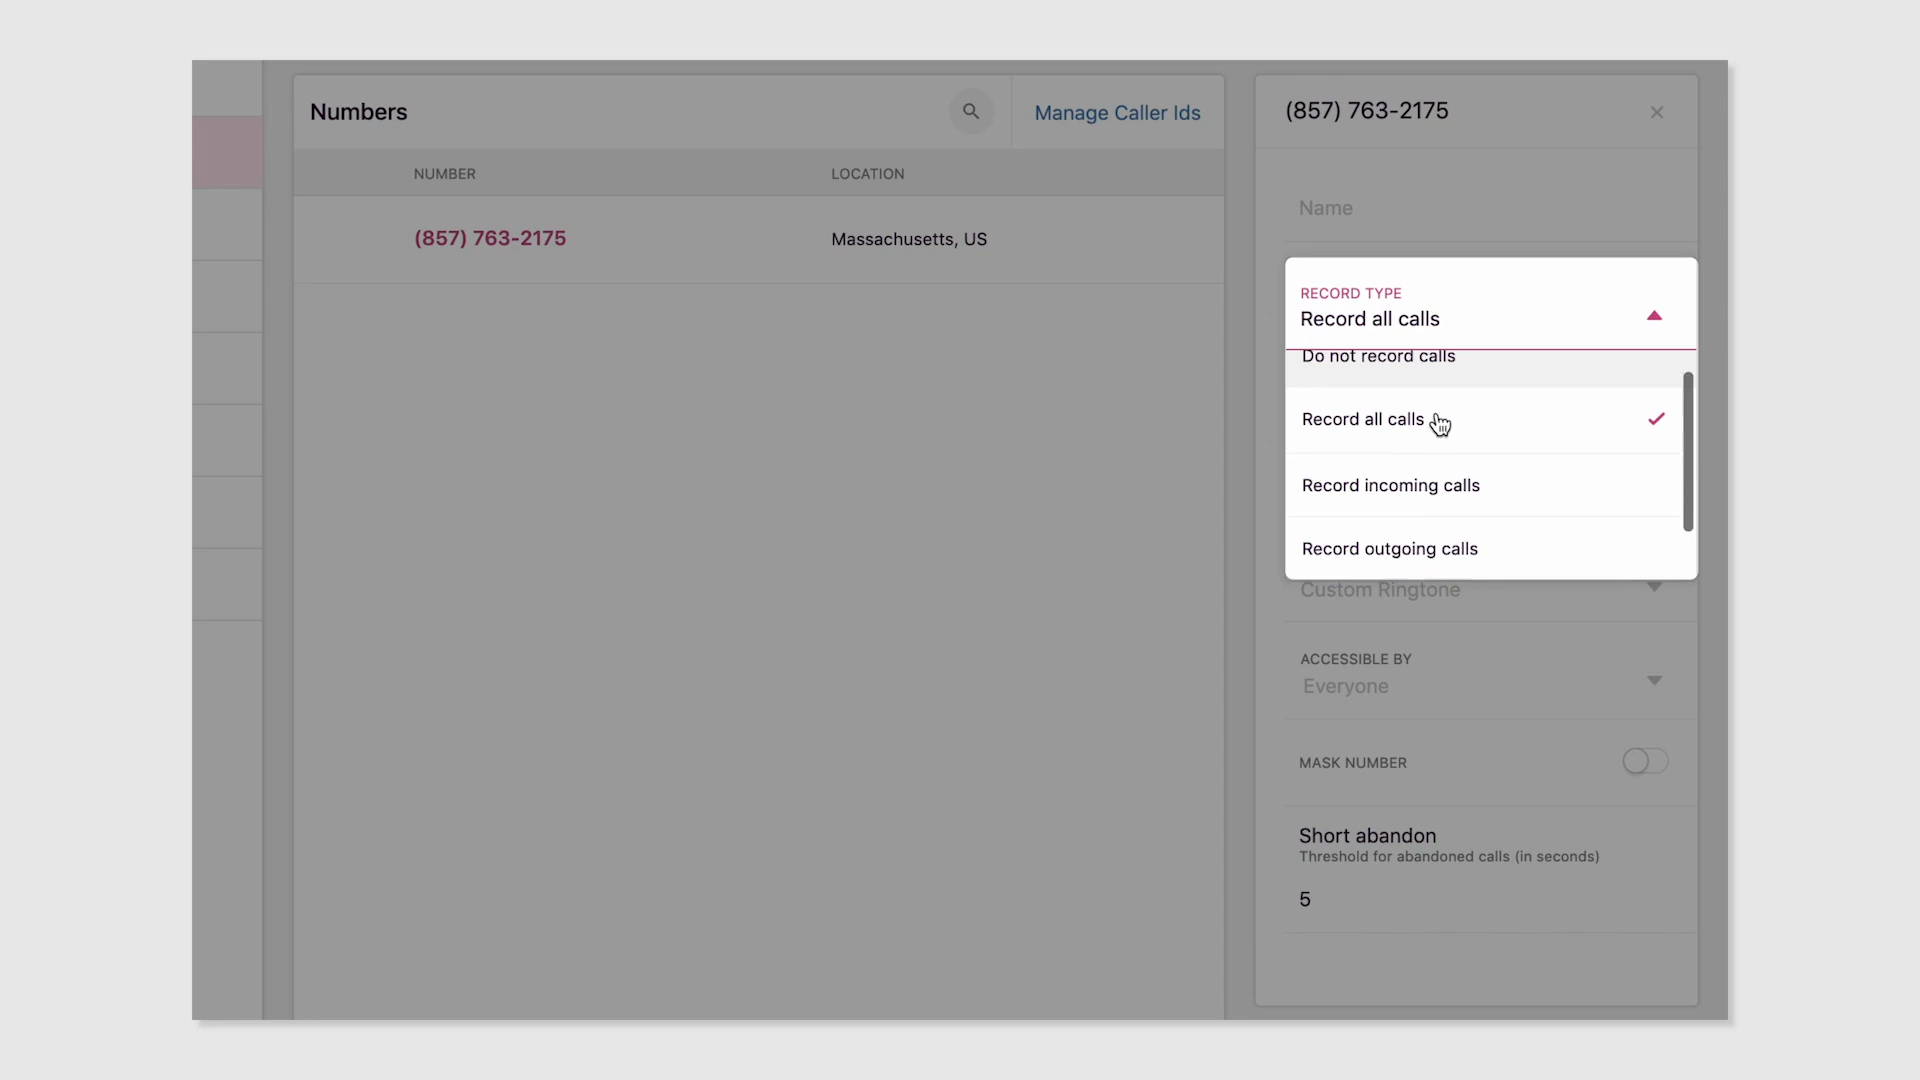 Numbers
Manage Caller Ids
NUMBER
LOCATION
(857) 763-2175
Massachusetts, US
(857) 763-2175
Name
RECORD TYPE
Record all calls
Do not record calls
Record all calls
Record incoming calls
Record outgoing calls
Custom Ringtone
ACCESSIBLE BY
Everyone
MASK NUMBER
Short abandon
Threshold for abandoned calls (in seconds)
5